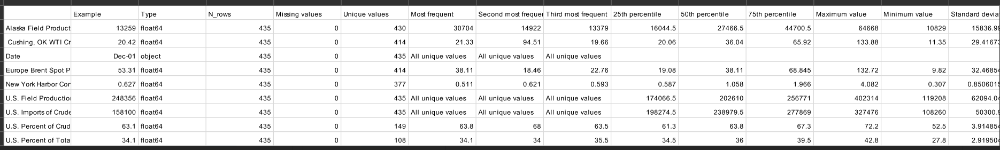 Example Type N_rows Missing values Unique values Most frequent Second most frequen Third most frequent 25th percentile 50th percentile 75th percentile Maximum value Minimum value Standard devia
Alaska Field Product 13259 float64 435 0 430 30704 14922 13379 16044.5 27466.5 44700.5 64668 10829 15836.99
Cushing, OK WTI Cr 20.42 float64 435 0 414 21.33 94.51 19.66 20.06 36.04 65.92 133.88 11.35 29.41673
Date Dec-01 object 435 0 435 All unique values All unique values All unique values
Europe Brent Spot P 53.31 float64 435 0 414 38.11 18.46 22.76 19.08 38.11 68.845 132.72 9.82 32.46854
New York Harbor Con 0.627 float64 435 0 377 0.511 0.621 0.593 0.587 1.058 1.966 4.082 0.307 0.8506015
U.S. Field Production 248356 float64 435 0 435 All unique values All unique values All unique values 174066.5 202610 256771 402314 119208 62094.04
U.S. Imports of Crude 158100 float64 435 0 435 All unique values All unique values All unique values 198274.5 238979.5 277869 327476 108260 50300.9
U.S. Percent of Crud 63.1 float64 435 0 149 63.8 68 63.5 61.3 63.8 67.3 72.2 52.5 3.914854
U.S. Percent of Tota 34.1 float64 435 0 108 34.1 34 35.5 34.5 36 39.5 42.8 27.8 2.919504